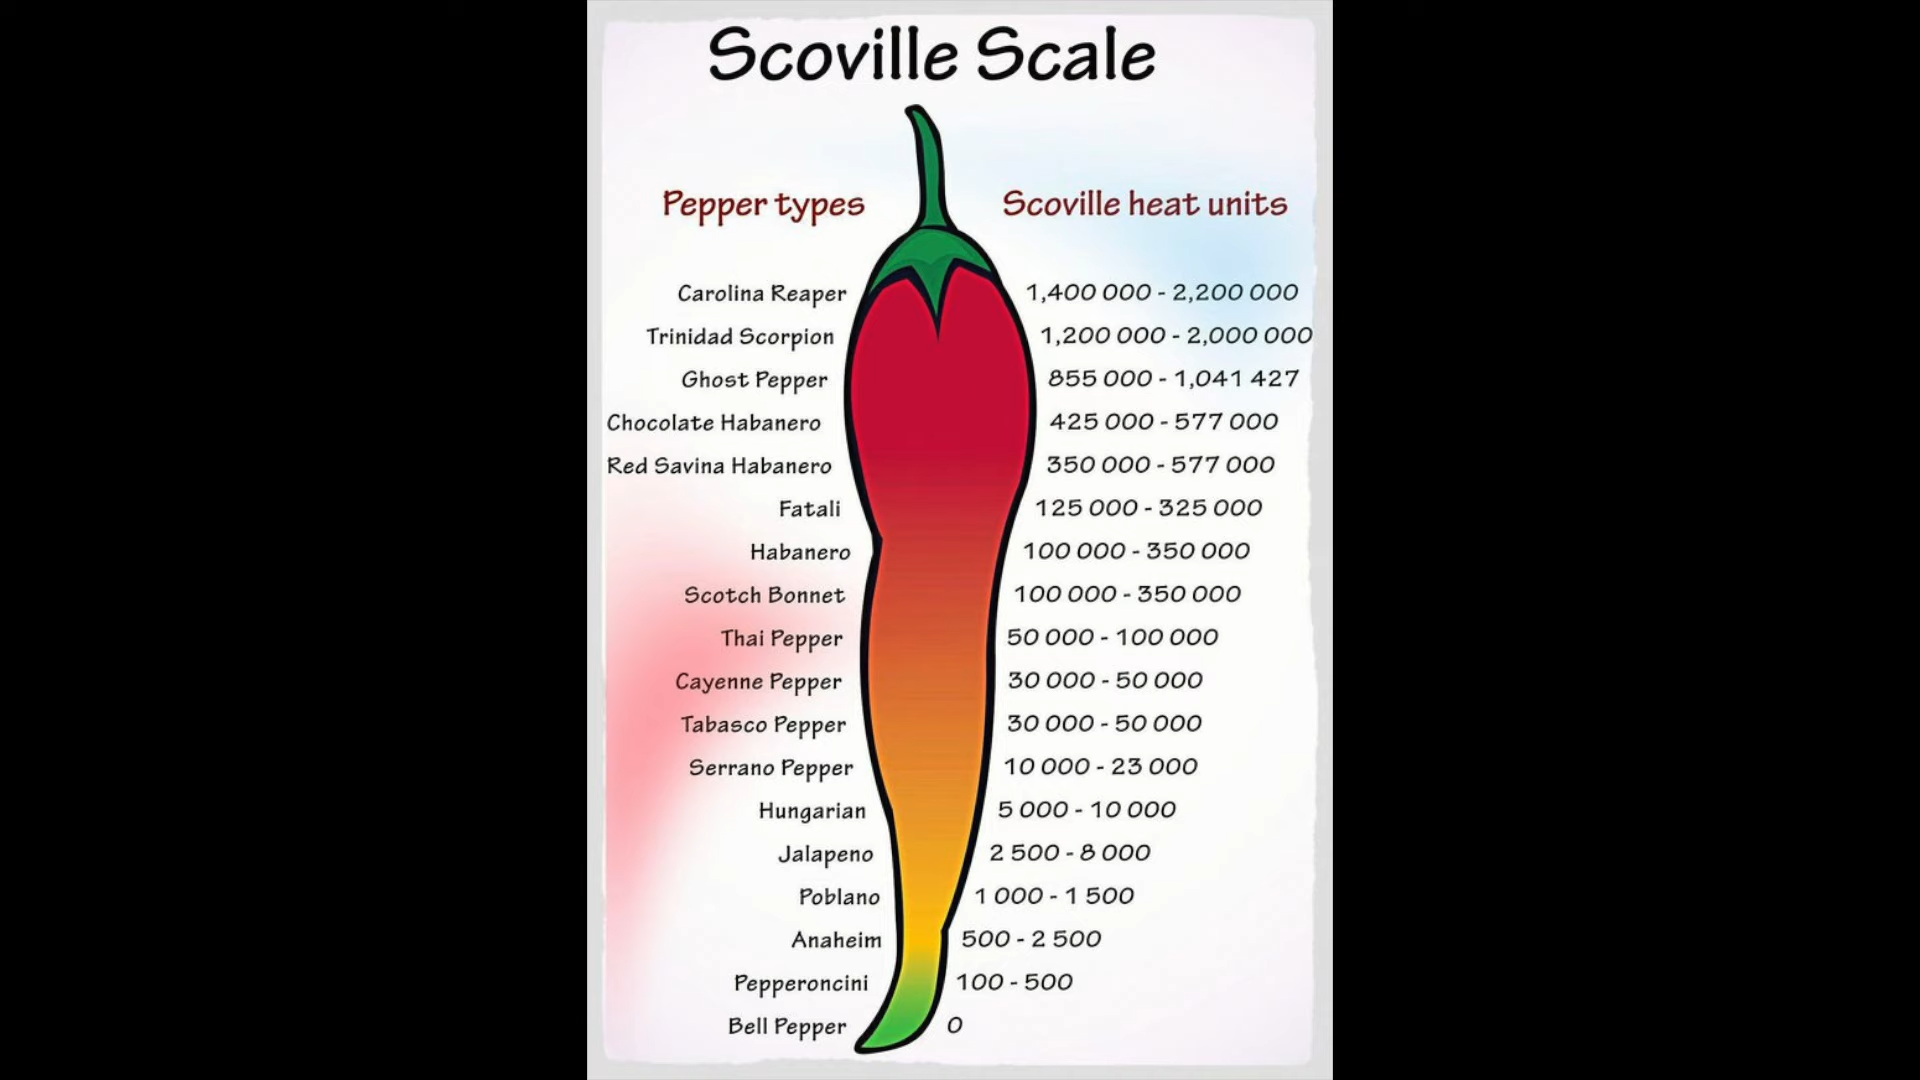 Scoville Scale
Pepper types Scoville heat units
Carolina Reaper 1,400 000 - 2,200 000
Trinidad Scorpion 1,200 000 - 2,000 000
Ghost Pepper 855 000 - 1,041 427
Chocolate Habanero 425 000 - 577 000
Red Savina Habanero 350 000 - 577 000
Fatali 125 000 - 325 000
Habanero 100 000 - 350 000
Scotch Bonnet 100 000 - 350 000
Thai Pepper 50 000 - 100 000
Cayenne Pepper 30 000 - 50 000
Tabasco Pepper 30 000 - 50 000
Serrano Pepper 10 000 - 23 000
Hungarian 5 000 - 10 000
Jalapeno 2 500 - 8 000
Poblano 1 000 - 1 500
Anaheim 500 - 2 500
Pepperoncini 100 - 500
Bell Pepper 0